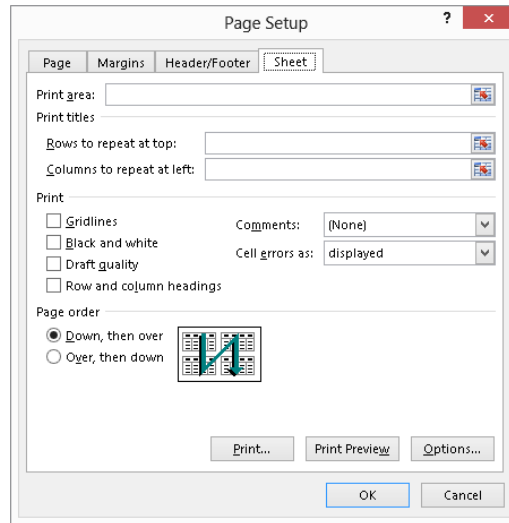 Page Setup ? ×
Page Margins Header/Footer Sheet
Print area:
Print titles
Rows to repeat at top:
Columns to repeat at left:
Print
Gridlines Comments: (None)
Black and white Cell errors as: displayed
Draft quality
Row and column headings
Page order
Down, then over
Over, then down
Print... Print Preview Options...
OK Cancel